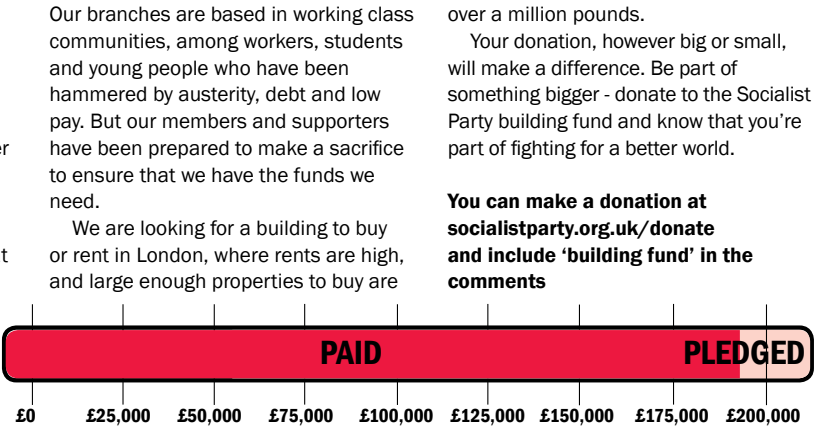 Our branches are based in working class
communities, among workers, students
and young people who have been
hammered by austerity, debt and low
pay. But our members and supporters
have been prepared to make a sacrifice
to ensure that we have the funds we
need.
We are looking for a building to buy
or rent in London, where rents are high,
and large enough properties to buy are
over a million pounds.
Your donation, however big or small,
will make a difference. Be part of
something bigger - donate to the Socialist
Party building fund and know that you're
part of fighting for a better world.
You can make a donation at
socialistparty.org.uk/donate
and include ‘building fund’ in the
comments
PAID PLEDGED
£0 £25,000 £50,000 £75,000 £100,000 £125,000 £150,000 £175,000 £200,000